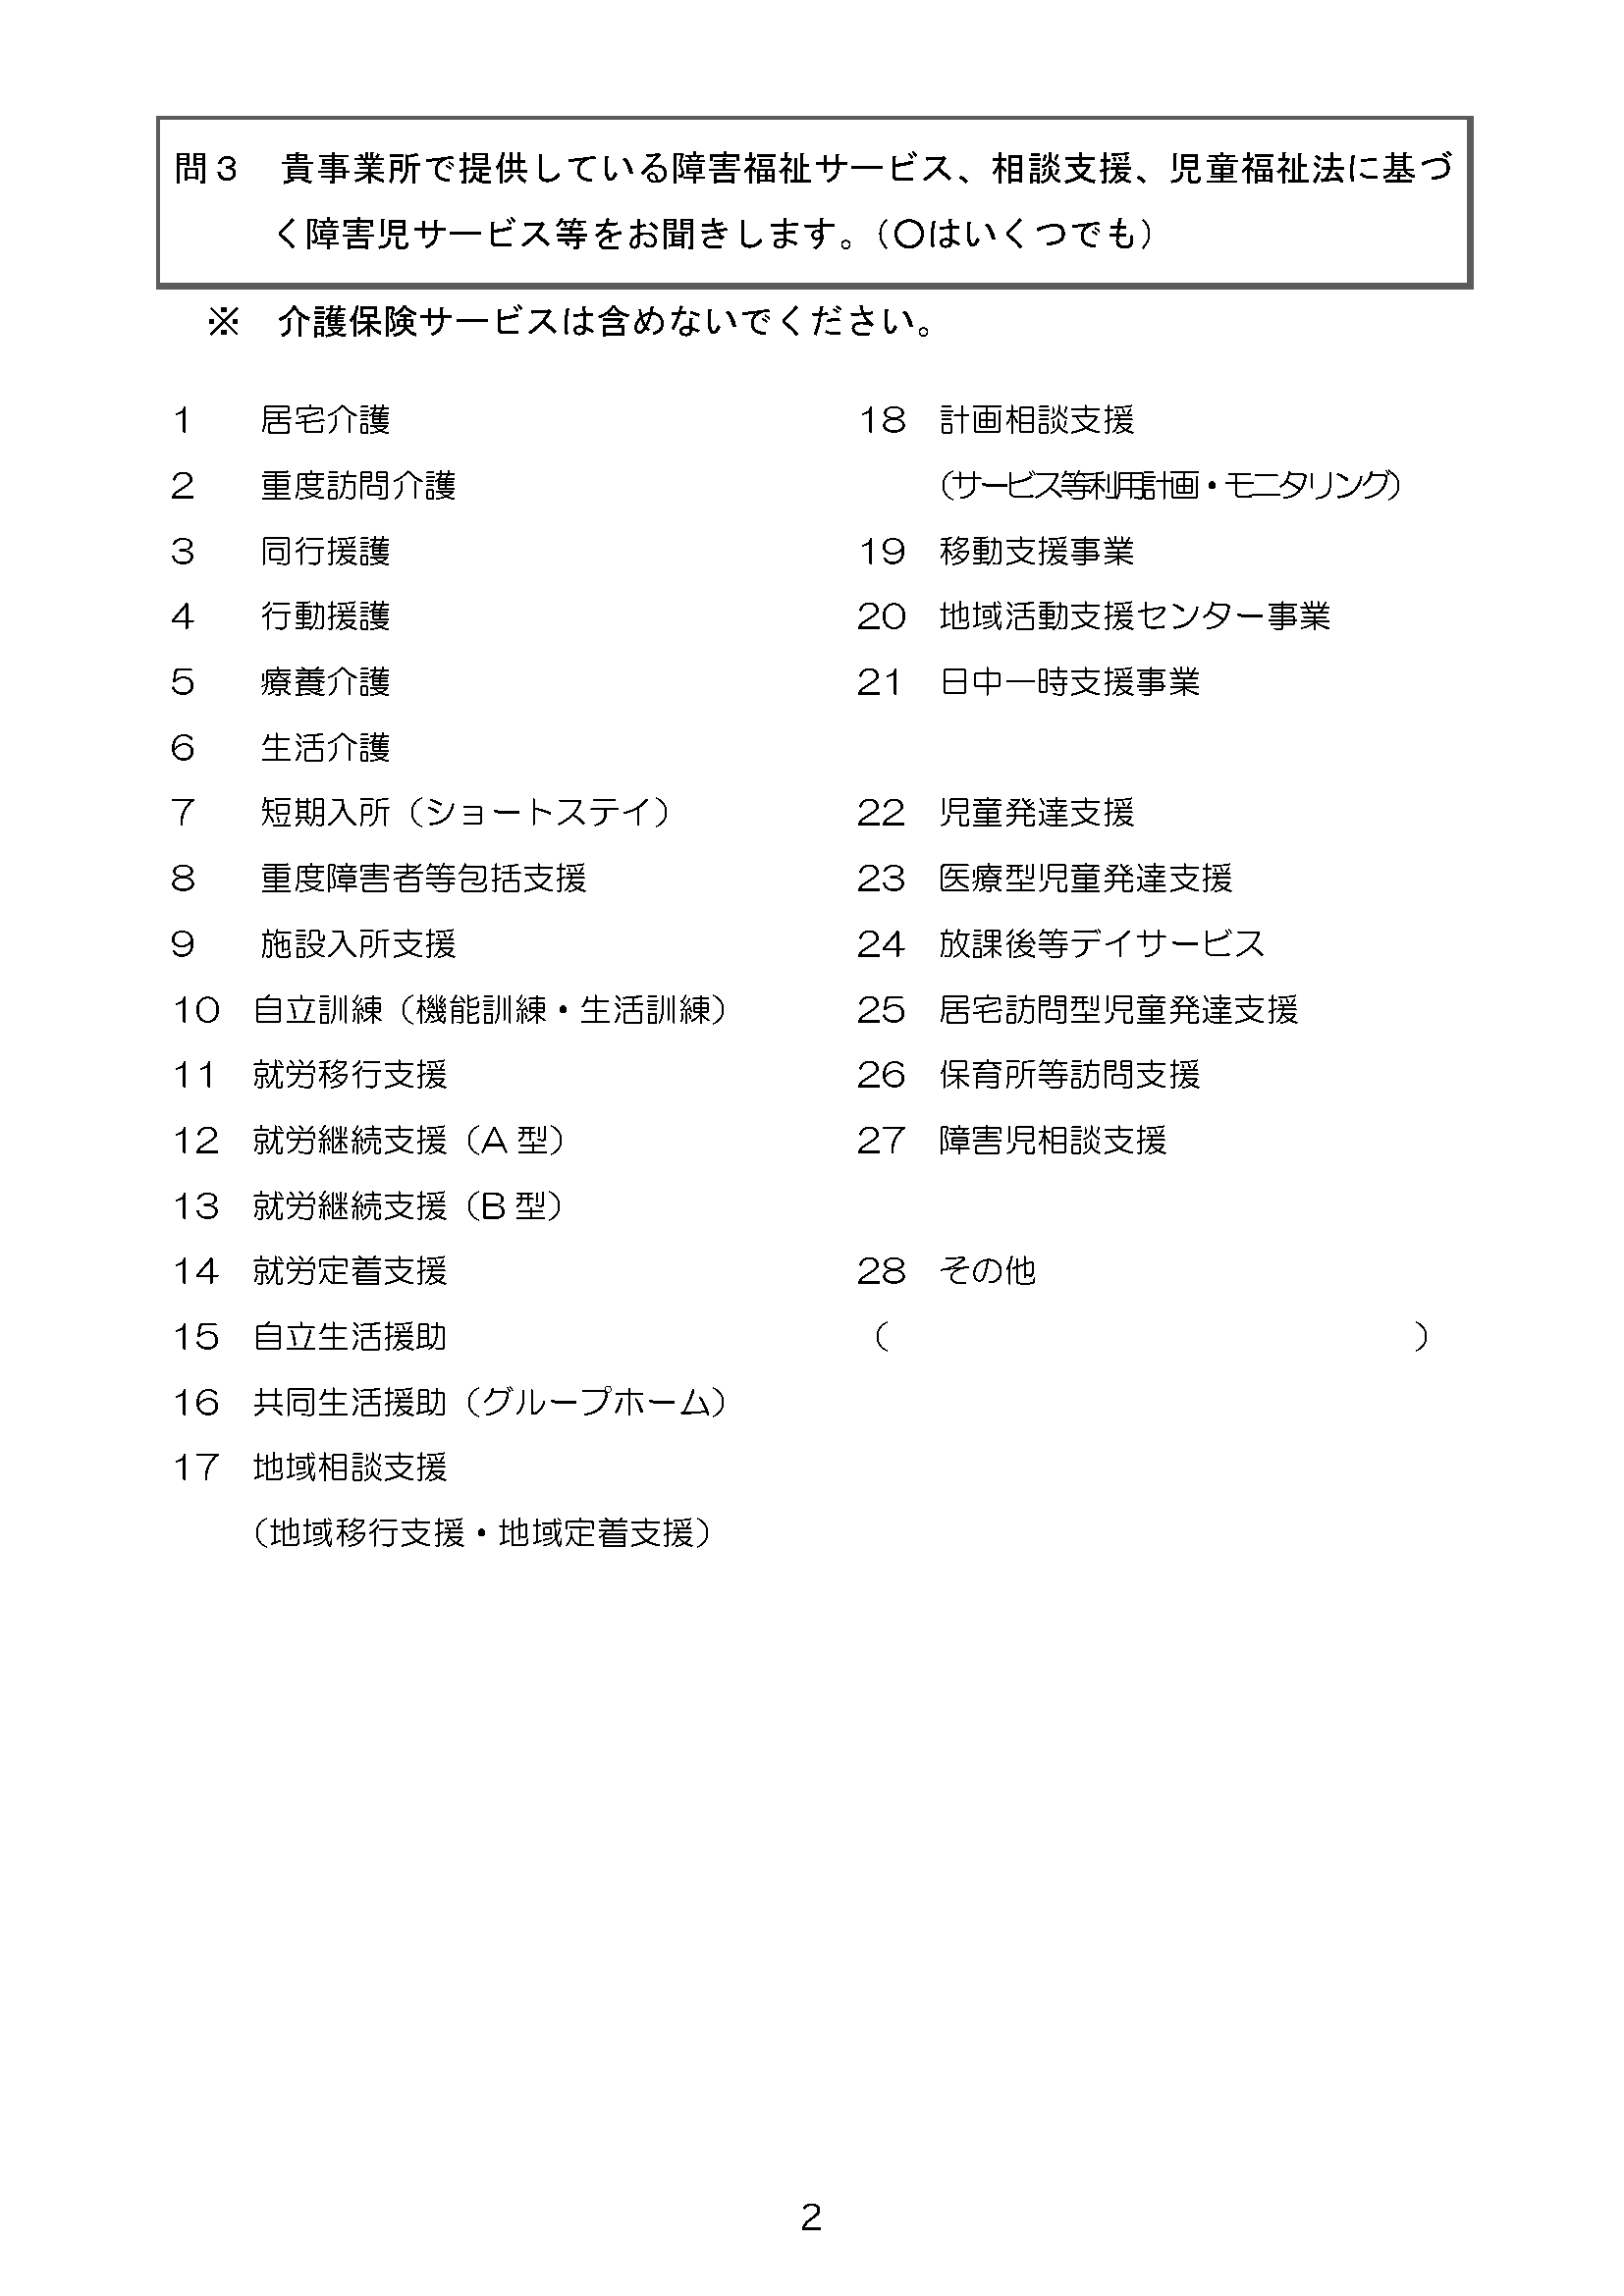 問３　貴事業所で提供している障害福祉サービス、相談支援、児童福祉法に基づ
く障害児サービス等をお聞きします。（〇はいくつでも）
※　介護保険サービスは含めないでください。
1　居宅介護
2　重度訪問介護
3　同行援護
4　行動援護
5　療養介護
6　生活介護
7　短期入所（ショートステイ）
8　重度障害者等包括支援
9　施設入所支援
10　自立訓練（機能訓練・生活訓練）
11　就労移行支援
12　就労継続支援（A 型）
13　就労継続支援（B 型）
14　就労定着支援
15　自立生活援助
16　共同生活援助（グループホーム）
17　地域相談支援
（地域移行支援・地域定着支援）
18　計画相談支援
（サービス等利用計画・モニタリング）
19　移動支援事業
20　地域活動支援センター事業
21　日中一時支援事業
22　児童発達支援
23　医療型児童発達支援
24　放課後等デイサービス
25　居宅訪問型児童発達支援
26　保育所等訪問支援
27　障害児相談支援
28　その他
（　　　　　　　　　　　　　　　　）
2